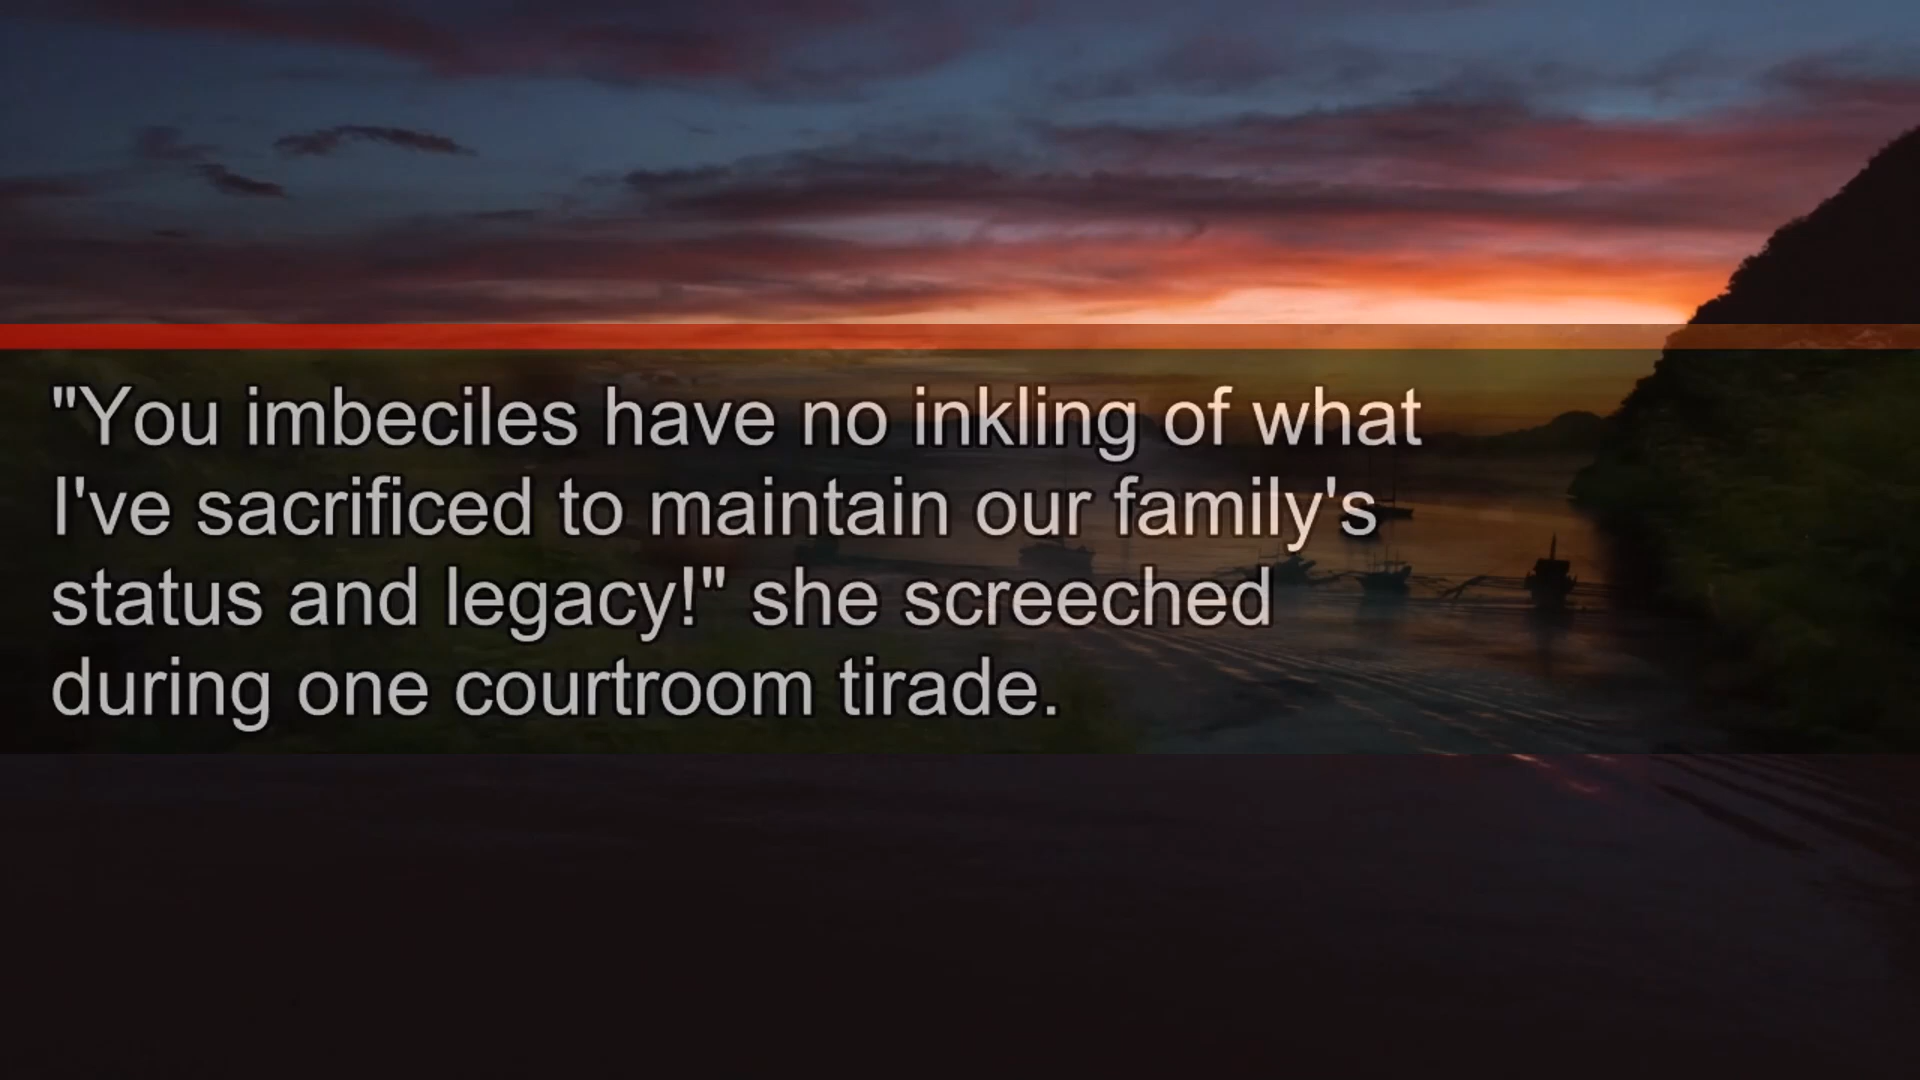 "You imbeciles have no inkling of what
I've sacrificed to maintain our family's
status and legacy!" she screeched
during one courtroom tirade.